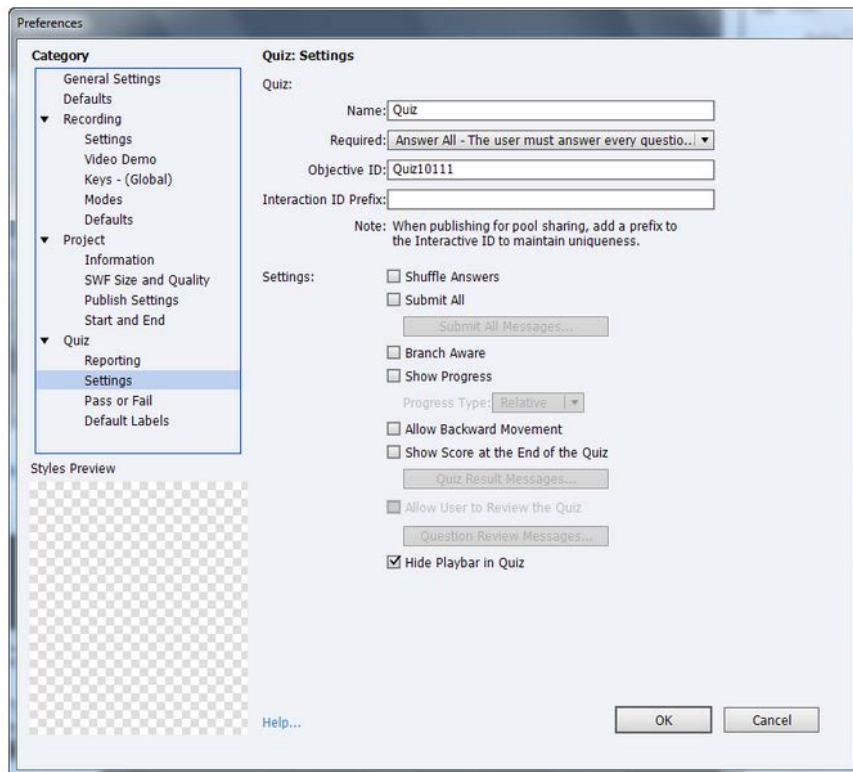 Preferences
Category
General Settings
Defaults
Recording
Settings
Video Demo
Keys - (Global)
Modes
Defaults
Project
Information
SWF Size and Quality
Publish Settings
Start and End
Quiz
Reporting
Settings
Pass or Fail
Default Labels
Styles Preview
Quiz: Settings
Quiz:
Name: Quiz
Required: Answer All - The user must answer every questio...
Objective ID: Quiz10111
Interaction ID Prefix:
Note: When publishing for pool sharing, add a prefix to
the Interactive ID to maintain uniqueness.
Settings: Shuffle Answers
Submit All
Submit All Messages...
Branch Aware
Show Progress
Progress Type: Relative
Allow Backward Movement
Show Score at the End of the Quiz
Quiz Result Messages...
Allow User to Review the Quiz
Question Review Messages...
Hide Playbar in Quiz
Help... OK Cancel